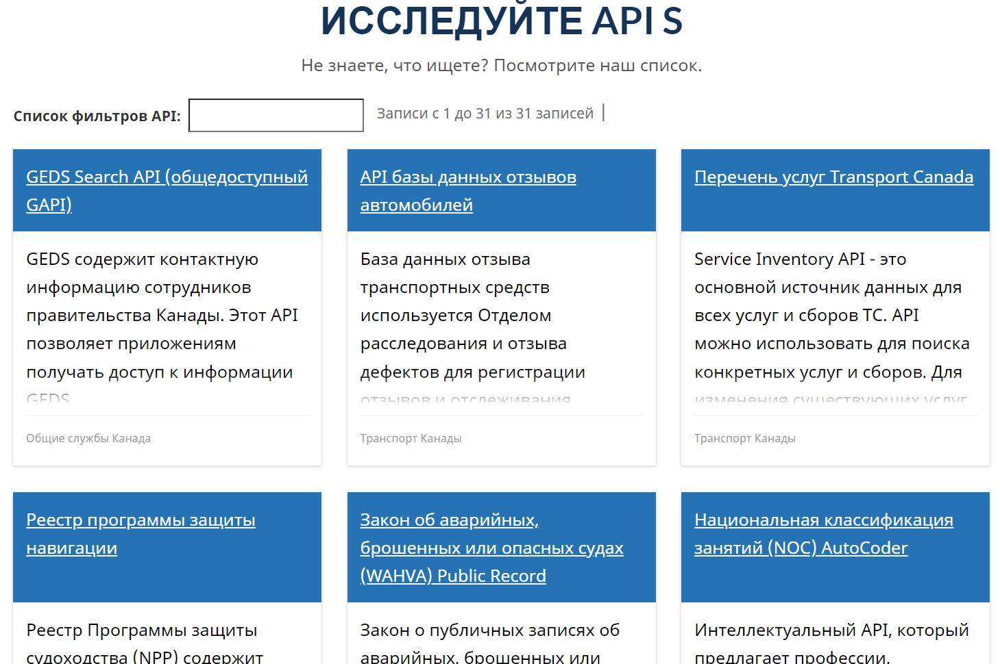 ИССЛЕДУЙТЕ API S
Не знаете, что ищете? Посмотрите наш список.
Список фильтров API:
Записи с 1 до 31 из 31 записей |
GEDS Search API (общедоступный
GAPI)
GEDS содержит контактную
информацию сотрудников
правительства Канады. Этот API
позволяет приложениям
получать доступ к информации
GEDS
Общие службы Канада
API базы данных отзывов
автомобилей
База данных отзыва
транспортных средств
используется Отделом
расследования и отзыва
дефектов для регистрации
отзывов и отслеживания
Транспорт Канады
Перечень услуг Transport Canada
Service Inventory API - это
основной источник данных для
всех услуг и сборов ТС. API
можно использовать для поиска
конкретных услуг и сборов. Для
изменения существующих услуг
Транспорт Канады
Реестр программы защиты
навигации
Реестр Программы защиты
судоходства (NPP) содержит
Закон об аварийных,
брошенных или опасных судах
(WAHVA) Public Record
Закон о публичных записях об
аварийных, брошенных или
Национальная классификация
занятий (NOC) AutoCoder
Интеллектуальный API, который
предлагает профессии,